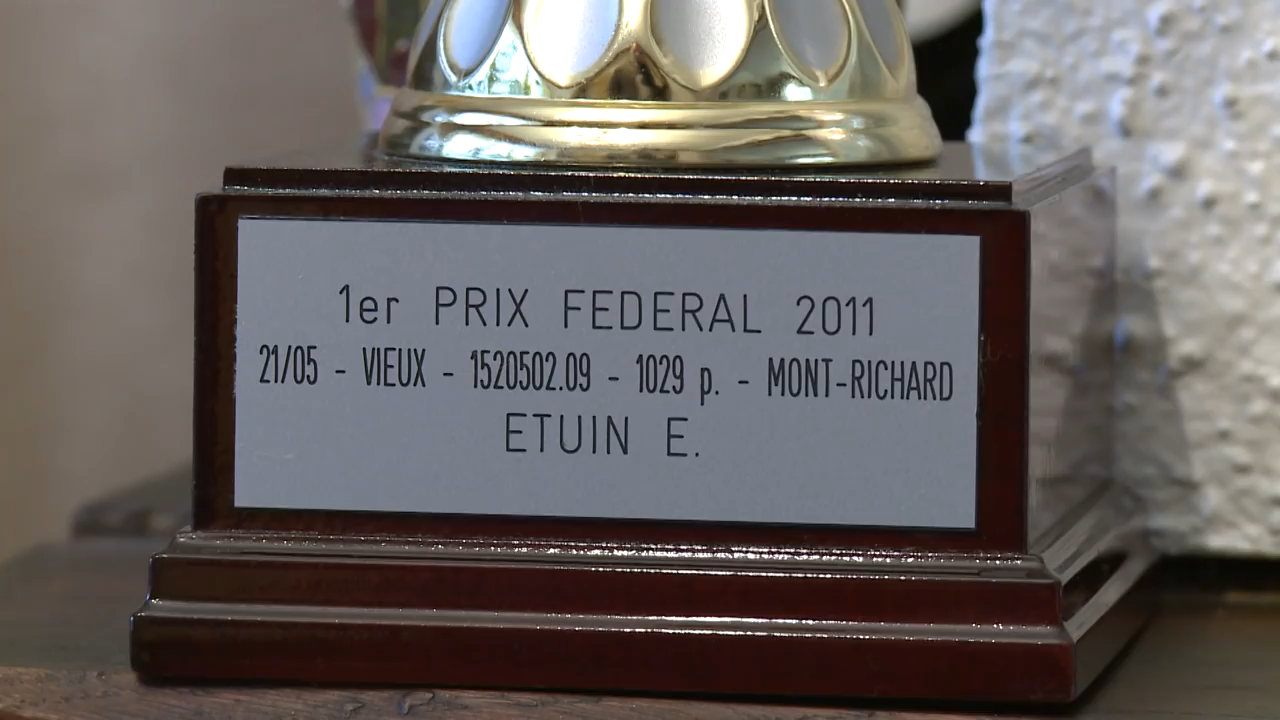 1er PRIX FEDERAL 2011
21/05 - VIEUX - 1520502.09 - 1029 p. - MONT-RICHARD
ETUIN E.